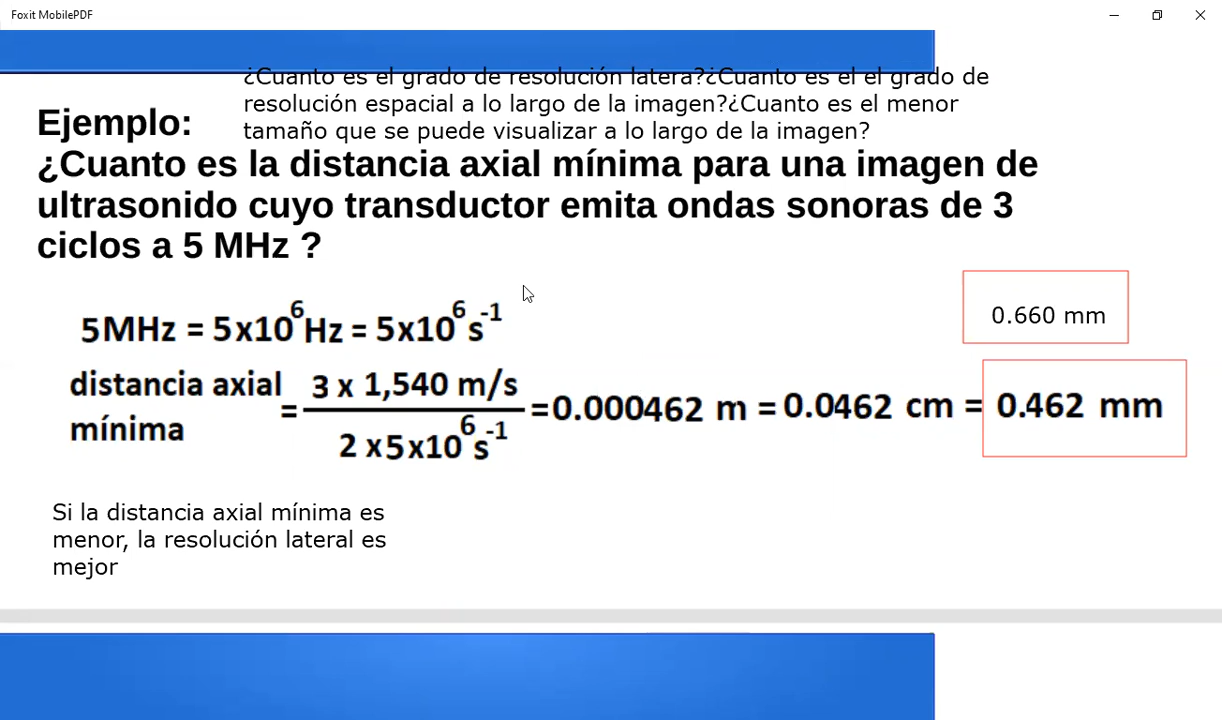 Foxit MobilePDF
¿Cuanto es el grado de resolución latera?¿Cuanto es el el grado de
resolución espacial a lo largo de la imagen?¿Cuanto es el menor
tamaño que se puede visualizar a lo largo de la imagen?
Ejemplo:
¿Cuanto es la distancia axial mínima para una imagen de
ultrasonido cuyo transductor emita ondas sonoras de 3
ciclos a 5 MHz ?
0.660 mm
5MHz = 5x10⁶Hz = 5x10⁶s⁻¹
distancia axial
mínima
= 3 x 1,540 m/s
2 x5x10⁶s⁻¹
=0.000462 m = 0.0462 cm = 0.462 mm
Si la distancia axial mínima es
menor, la resolución lateral es
mejor